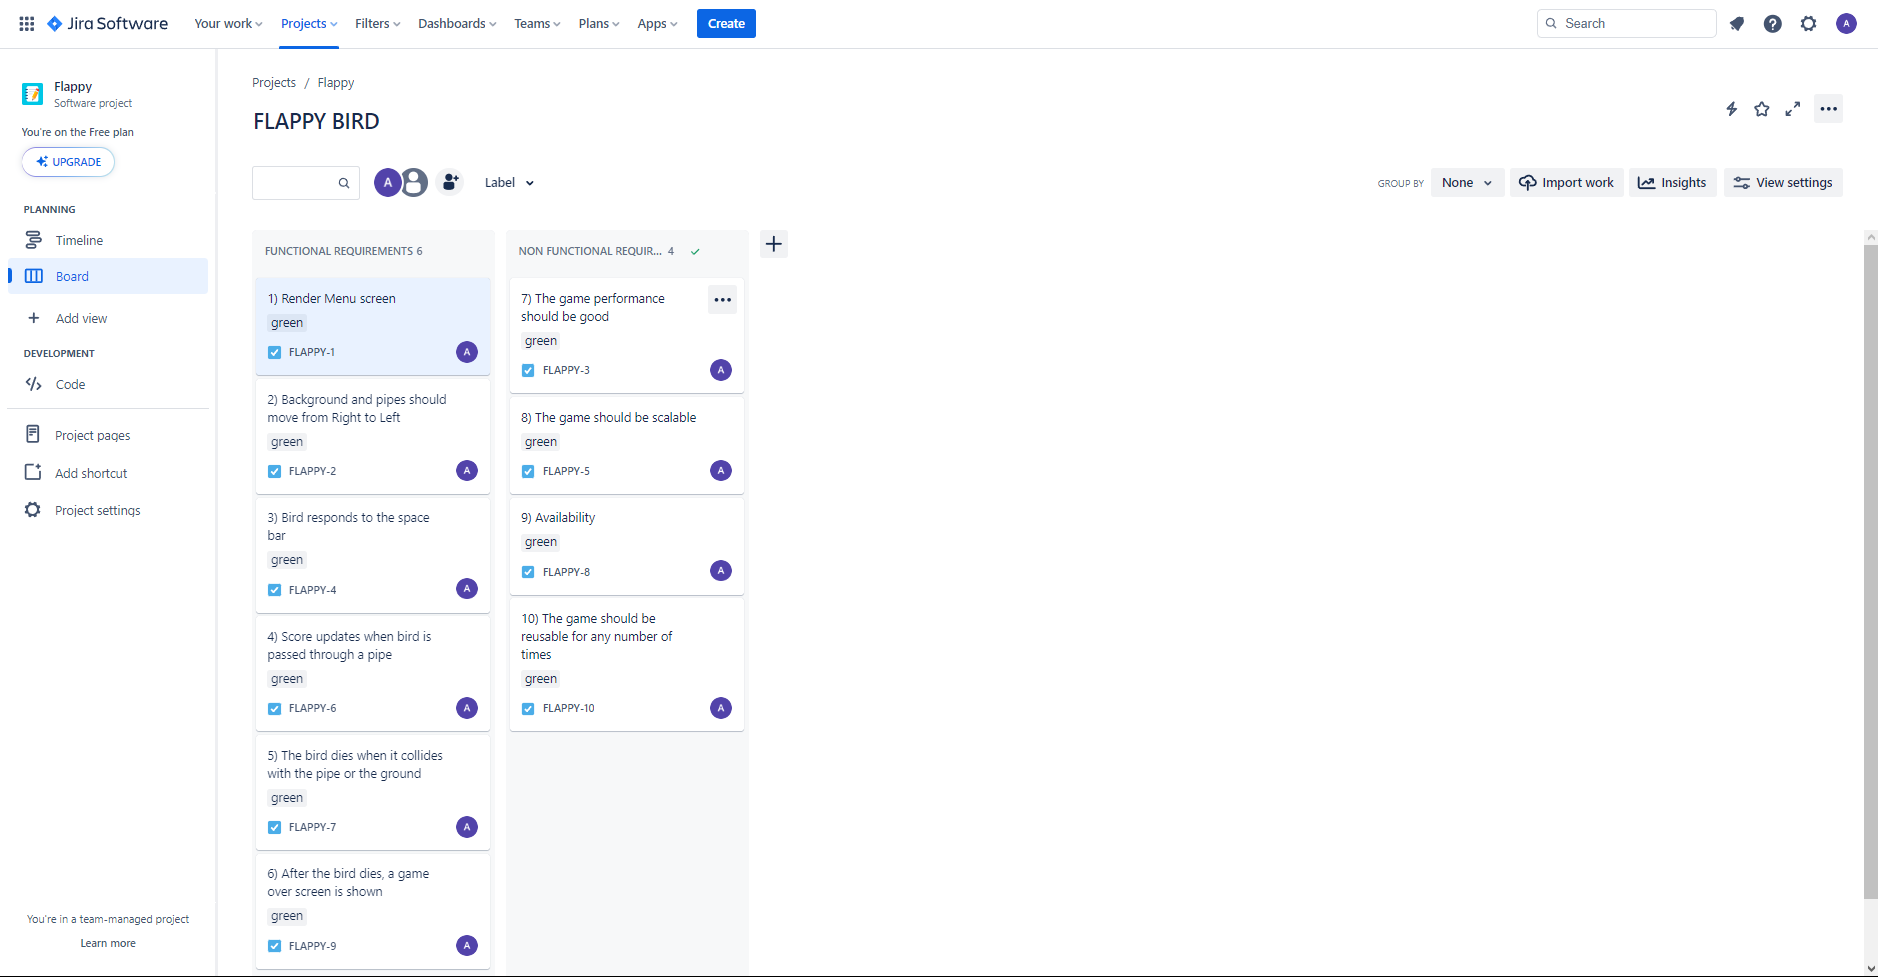 Jira Software
Your work
Projects
Filters
Dashboards
Teams
Plans
Apps
Create
Search
A
Flappy
Software project
You're on the Free plan
UPGRADE
PLANNING
Timeline
Board
Add view
DEVELOPMENT
Code
Project pages
Add shortcut
Project settings
You're in a team-managed project
Learn more
Projects / Flappy
FLAPPY BIRD
A
Label
GROUP BY
None
Import work
Insights
View settings
FUNCTIONAL REQUIREMENTS 6
1) Render Menu screen
green
FLAPPY-1
A
2) Background and pipes should
move from Right to Left
green
FLAPPY-2
A
3) Bird responds to the space
bar
green
FLAPPY-4
A
4) Score updates when bird is
passed through a pipe
green
FLAPPY-6
A
5) The bird dies when it collides
with the pipe or the ground
green
FLAPPY-7
A
6) After the bird dies, a game
over screen is shown
green
FLAPPY-9
A
NON FUNCTIONAL REQUIR... 4
7) The game performance
should be good
green
FLAPPY-3
A
8) The game should be scalable
green
FLAPPY-5
A
9) Availability
green
FLAPPY-8
A
10) The game should be
reusable for any number of
times
green
FLAPPY-10
A